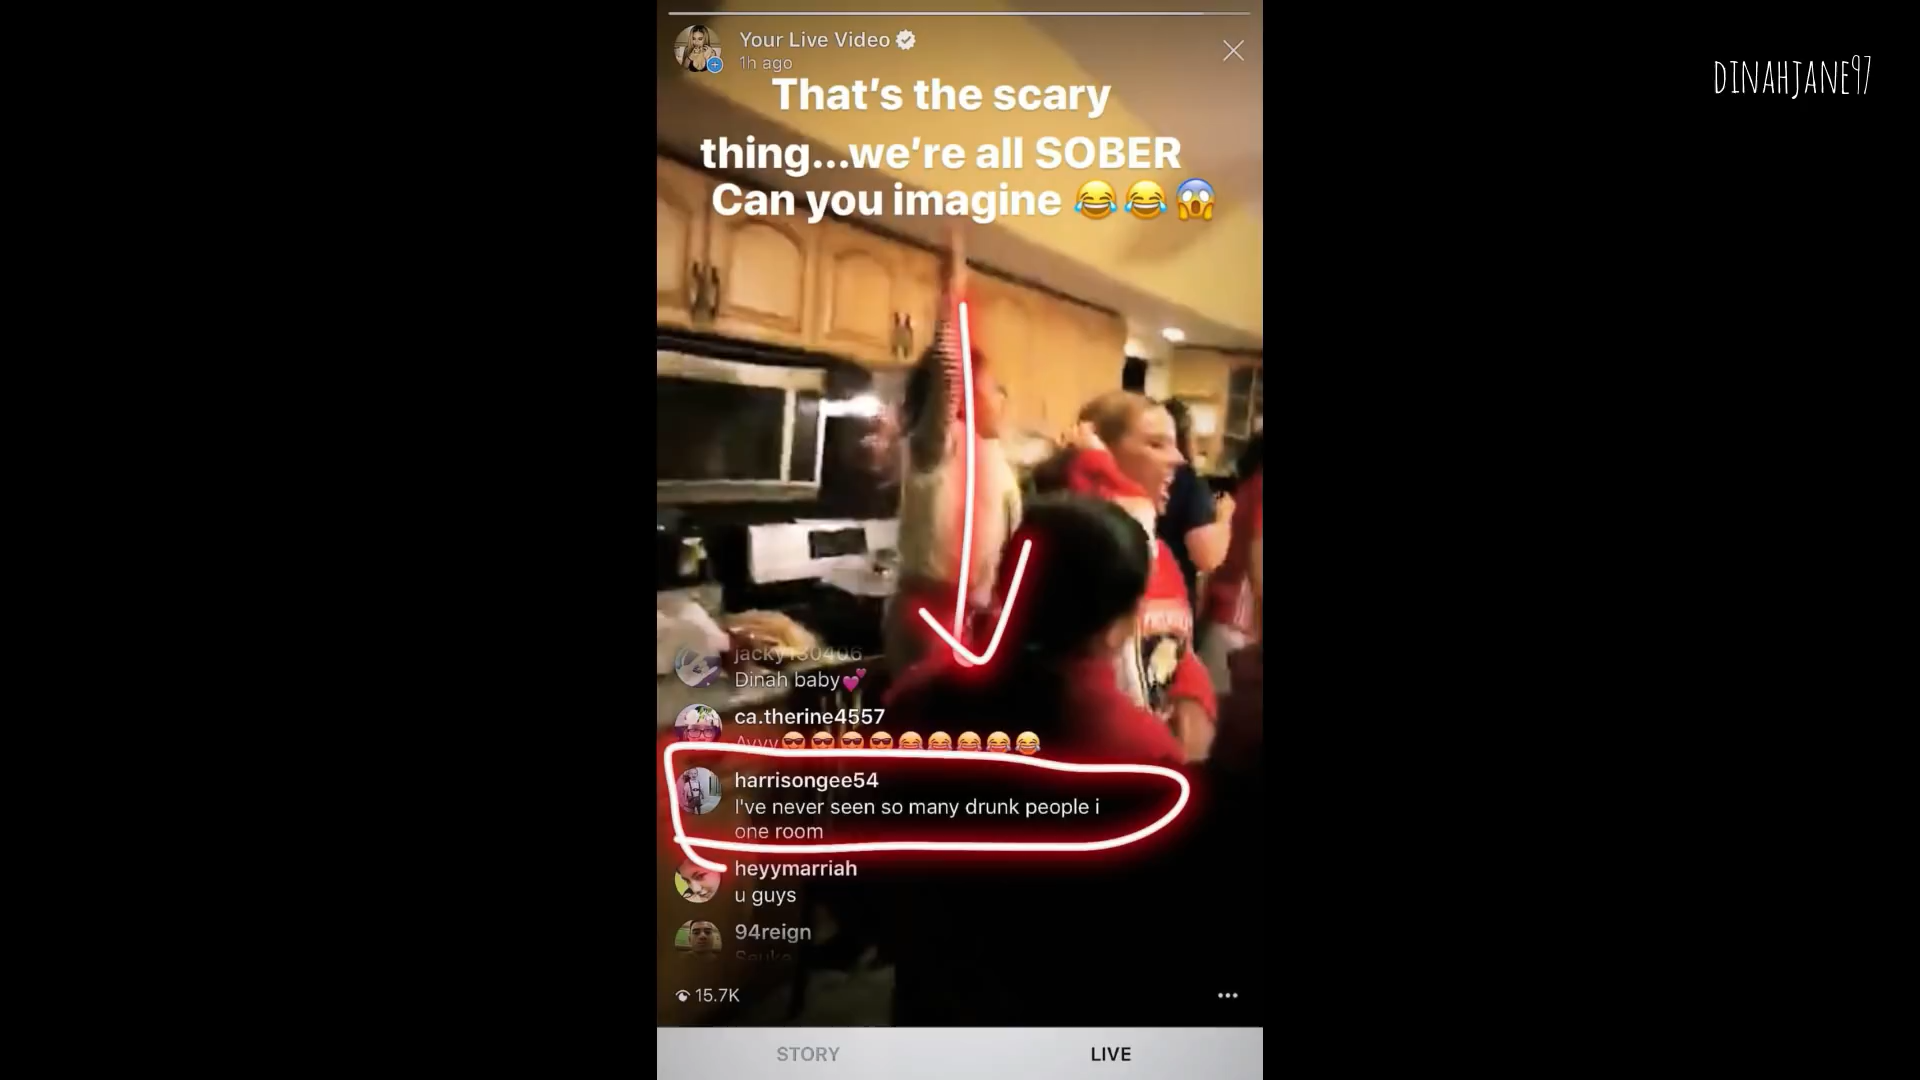 Your Live Video
1h ago
DINAHJANE97
That's the scary
thing...we're all SOBER
Can you imagine 😂😂😱
jacky130406
Dinah baby💕
ca.therine4557
Ayyy😎😎😎😎😂😂😂😂😂
harrisongee54
I've never seen so many drunk people i
one room
heyymarriah
u guys
94reign
15.7K
STORY
LIVE